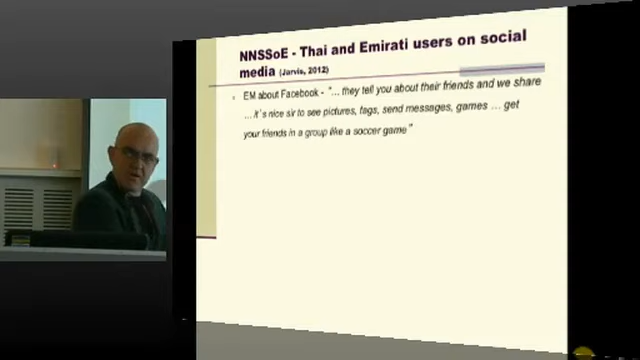 NNSSoE - Thai and Emirati users on social
media (Jarvis, 2012)
EM about Facebook - "... they tell you about their friends and we share
...it's nice sir to see pictures, tags, send messages, games ... get
your friends in a group like a soccer game"